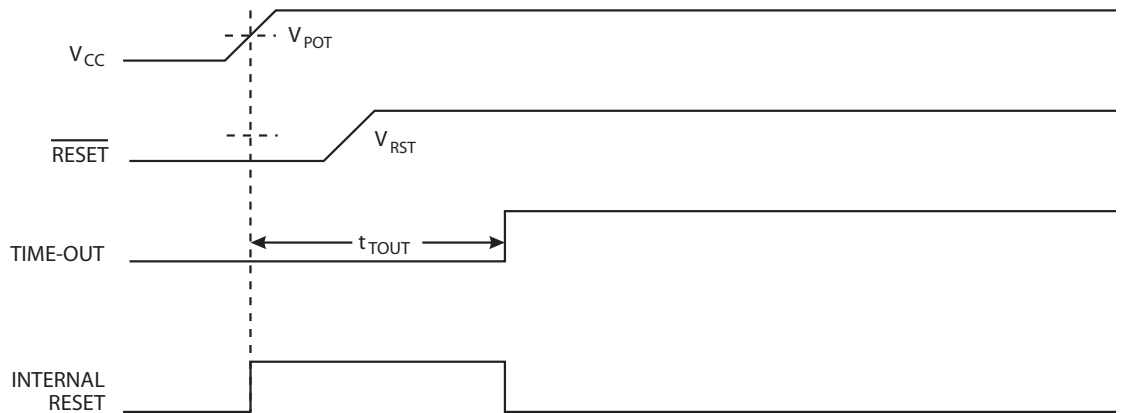 V_POT
V_CC
V_RST
RESET
t_TOUT
TIME-OUT
INTERNAL
RESET